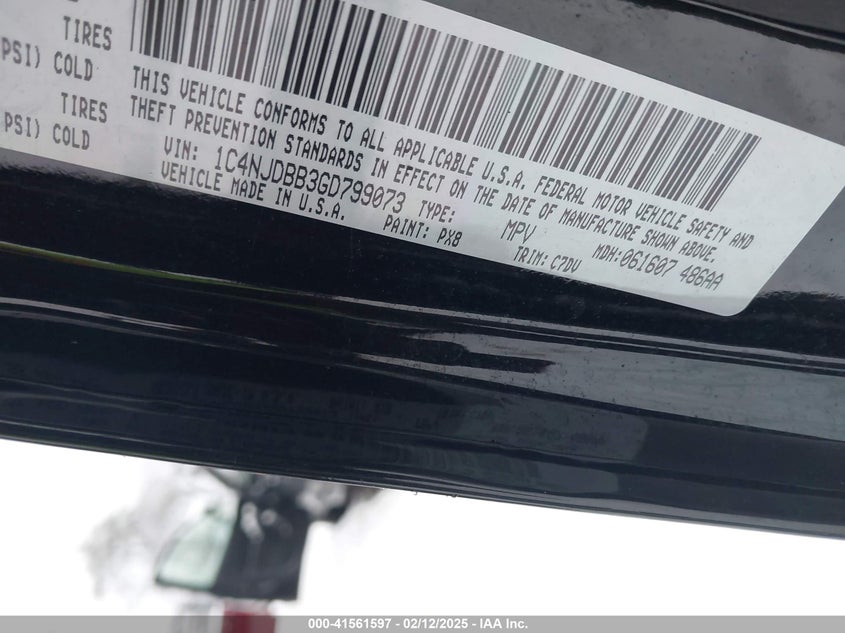 TIRES
PSI) COLD
TIRES
PSI) COLD
THIS VEHICLE CONFORMS TO ALL APPLICABLE U.S.A. FEDERAL MOTOR VEHICLE SAFETY AND
THEFT PREVENTION STANDARDS IN EFFECT ON THE DATE OF MANUFACTURE SHOWN ABOVE.
VIN: 1C4NJDBB3GD799073 TYPE: MPV MDH:061607 486AA
VEHICLE MADE IN U.S.A. PAINT: PX8 TRIM: C7DV
000-41561597 - 02/12/2025 - IAA Inc.